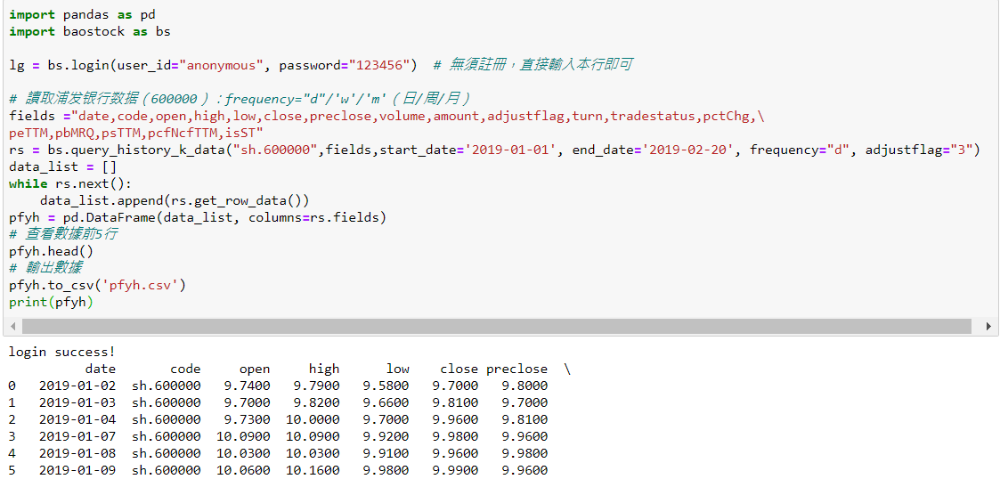 import pandas as pd
import baostock as bs
lg = bs.login(user_id="anonymous", password="123456")  # 無須註冊，直接輸入本行即可
# 讀取浦发银行数据（600000）：frequency="d"/'w'/'m'（日/周/月）
fields ="date,code,open,high,low,close,preclose,volume,amount,adjustflag,turn,tradestatus,pctChg,\
peTTM,pbMRQ,psTTM,pcfNcfTTM,isST"
rs = bs.query_history_k_data("sh.600000",fields,start_date='2019-01-01', end_date='2019-02-20', frequency="d", adjustflag="3")
data_list = []
while rs.next():
    data_list.append(rs.get_row_data())
pfyh = pd.DataFrame(data_list, columns=rs.fields)
# 查看數據前5行
pfyh.head()
# 輸出數據
pfyh.to_csv('pfyh.csv')
print(pfyh)
login success!
date code open high low close preclose \
0 2019-01-02 sh.600000 9.7400 9.7900 9.5800 9.7000 9.8000
1 2019-01-03 sh.600000 9.7000 9.8200 9.6600 9.8100 9.7000
2 2019-01-04 sh.600000 9.7300 10.0000 9.7000 9.9600 9.8100
3 2019-01-07 sh.600000 10.0900 10.0900 9.9200 9.9800 9.9600
4 2019-01-08 sh.600000 10.0300 10.0300 9.9100 9.9600 9.9800
5 2019-01-09 sh.600000 10.0600 10.1600 9.9800 9.9900 9.9600